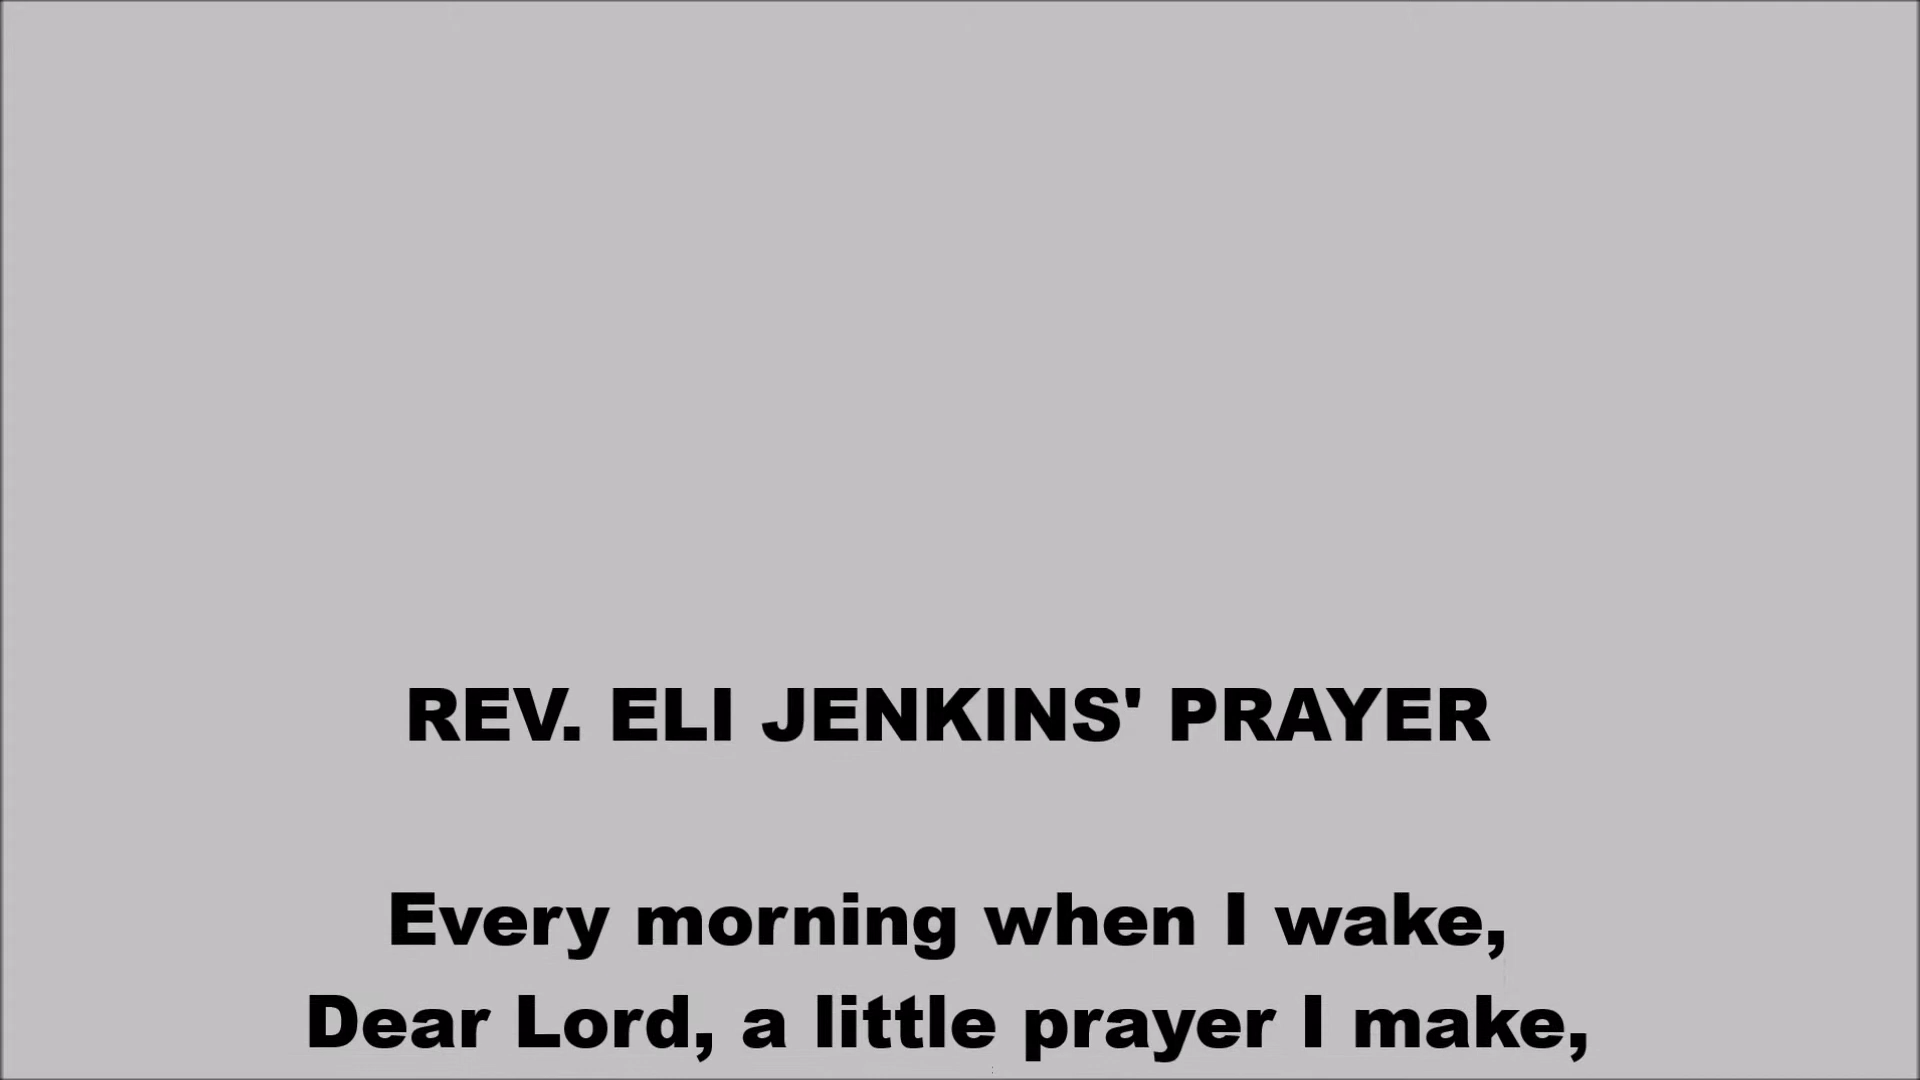 REV. ELI JENKINS' PRAYER
Every morning when I wake,
Dear Lord, a little prayer I make,